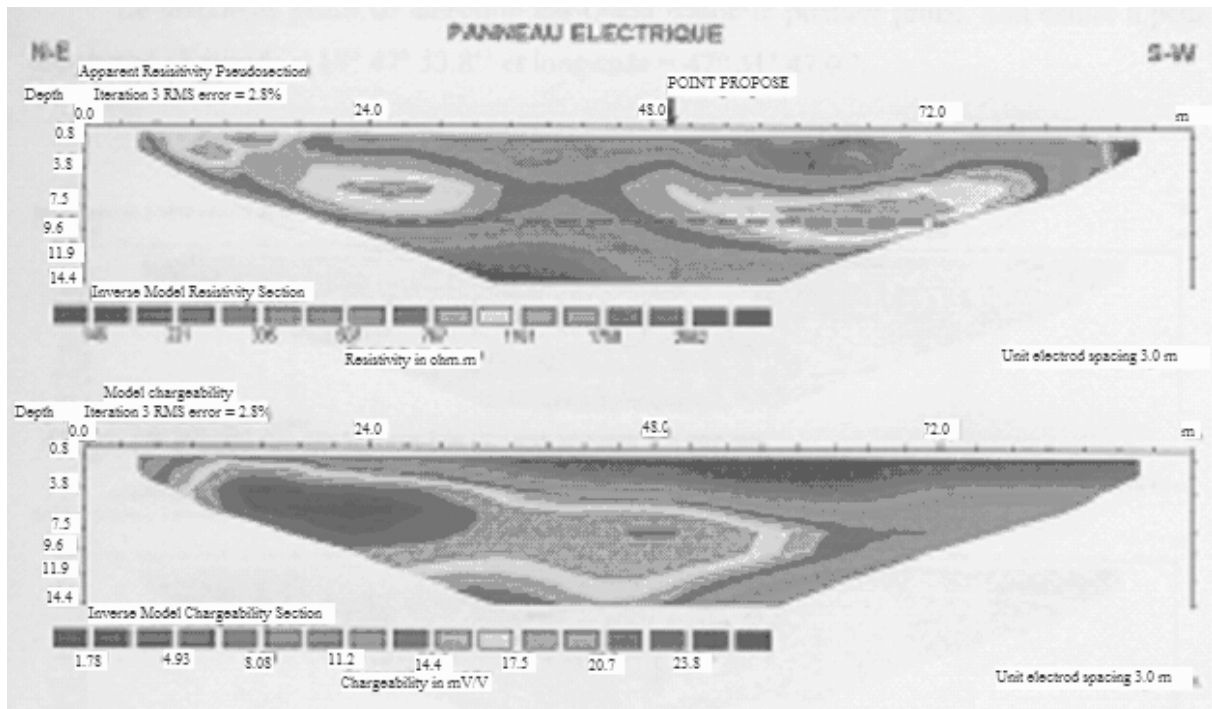 PANNEAU ELECTRIQUE
N-E
S-W
Apparent Resistivity Pseudosection
POINT PROPOSE
Depth Iteration 3 RMS error = 2.8%
0.0 24.0 48.0 72.0 m
0.8
3.8
7.5
9.6
11.9
14.4
Inverse Model Resistivity Section
Resistivity in ohm.m
Unit electrod spacing 3.0 m
Model chargeability
Depth Iteration 3 RMS error = 2.8%
0.0 24.0 48.0 72.0 m
0.8
3.8
7.5
9.6
11.9
14.4
Inverse Model Chargeability Section
1.78 4.93 8.08 11.2 14.4 17.5 20.7 23.8
Chargeability in mV/V
Unit electrod spacing 3.0 m